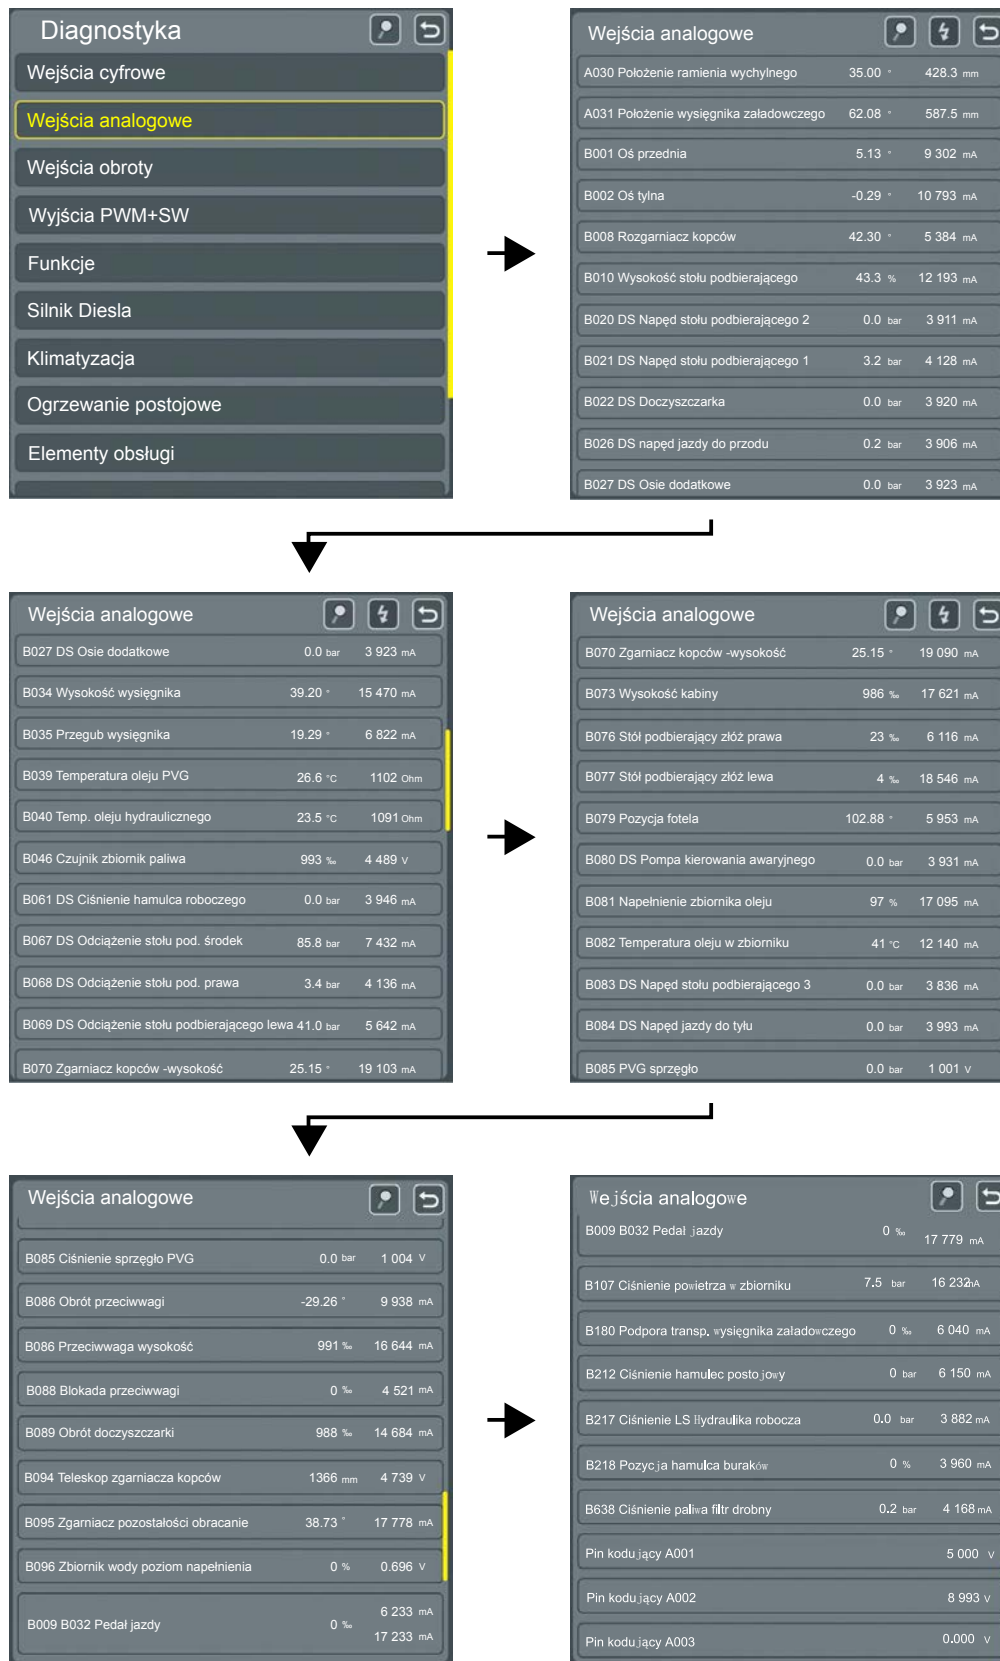 Diagnostyka
Wejścia cyfrowe
Wejścia analogowe
Wejścia obroty
Wyjścia PWM+SW
Funkcje
Silnik Diesla
Klimatyzacja
Ogrzewanie postojowe
Elementy obsługi
Wejścia analogowe
A030 Położenie ramienia wychylnego 35.00 ° 428.3 mm
A031 Położenie wysięgnika załadowczego 62.08 ° 587.5 mm
B001 Oś przednia 5.13 ° 9 302 mA
B002 Oś tylna -0.29 ° 10 793 mA
B008 Rozgarniacz kopców 42.30 ° 5 384 mA
B010 Wysokość stołu podbierającego 43.3 % 12 193 mA
B020 DS Napęd stołu podbierającego 2 0.0 bar 3 911 mA
B021 DS Napęd stołu podbierającego 1 3.2 bar 4 128 mA
B022 DS Doczyszczarka 0.0 bar 3 920 mA
B026 DS napęd jazdy do przodu 0.2 bar 3 906 mA
B027 DS Osie dodatkowe 0.0 bar 3 923 mA
Wejścia analogowe
B027 DS Osie dodatkowe 0.0 bar 3 923 mA
B034 Wysokość wysięgnika 39.20 ° 15 470 mA
B035 Przegub wysięgnika 19.29 ° 6 822 mA
B039 Temperatura oleju PVG 26.6 °C 1102 Ohm
B040 Temp. oleju hydraulicznego 23.5 °C 1091 Ohm
B046 Czujnik zbiornik paliwa 993 ‰ 4 489 V
B061 DS Ciśnienie hamulca roboczego 0.0 bar 3 946 mA
B067 DS Odciążenie stołu pod. środek 85.8 bar 7 432 mA
B068 DS Odciążenie stołu pod. prawa 3.4 bar 4 136 mA
B069 DS Odciążenie stołu podbierającego lewa 41.0 bar 5 642 mA
B070 Zgarniacz kopców -wysokość 25.15 ° 19 103 mA
Wejścia analogowe
B070 Zgarniacz kopców -wysokość 25.15 ° 19 090 mA
B073 Wysokość kabiny 986 ‰ 17 621 mA
B076 Stół podbierający złóż prawa 23 ‰ 6 116 mA
B077 Stół podbierający złóż lewa 4 ‰ 18 546 mA
B079 Pozycja fotela 102.88 ° 5 953 mA
B080 DS Pompa kierowania awaryjnego 0.0 bar 3 931 mA
B081 Napełnienie zbiornika oleju 97 % 17 095 mA
B082 Temperatura oleju w zbiorniku 41 °C 12 140 mA
B083 DS Napęd stołu podbierającego 3 0.0 bar 3 836 mA
B084 DS Napęd jazdy do tyłu 0.0 bar 3 993 mA
B085 PVG sprzęgło 0.0 bar 1 001 V
Wejścia analogowe
B085 Ciśnienie sprzęgło PVG 0.0 bar 1 004 V
B086 Obrót przeciwwagi -29.26 ° 9 938 mA
B086 Przeciwwaga wysokość 991 ‰ 16 644 mA
B088 Blokada przeciwwagi 0 ‰ 4 521 mA
B089 Obrót doczyszczarki 988 ‰ 14 684 mA
B094 Teleskop zgarniacza kopców 1366 mm 4 739 V
B095 Zgarniacz pozostałości obracanie 38.73 ° 17 778 mA
B096 Zbiornik wody poziom napełnienia 0 % 0.696 V
B009 B032 Pedał jazdy 0 ‰ 6 233 mA
17 233 mA
Wejścia analogowe
B009 B032 Pedał jazdy 0 ‰ 17 779 mA
B107 Ciśnienie powietrza w zbiorniku 7.5 bar 16 232mA
B180 Podpora transp. wysięgnika zaladowczego 0 ‰ 6 040 mA
B212 Ciśnienie hamulec postojowy 0 bar 6 150 mA
B217 Ciśnienie LS Hydraulika robocza 0.0 bar 3 882 mA
B218 Pozycja hamulca buraków 0 % 3 960 mA
B638 Ciśnienie paliwa filtr drobny 0.2 bar 4 168 mA
Pin kodujący A001 5 000 V
Pin kodujący A002 8 993 V
Pin kodujący A003 0.000 V